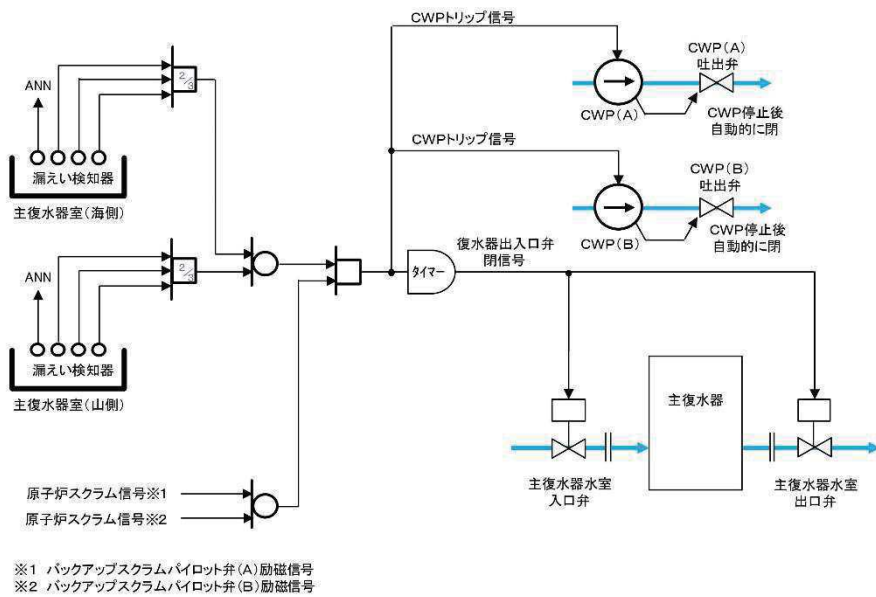 CWPトリップ信号
ANN
2/3
漏えい検知器
主復水器室(海側)
CWP(A)
CWP(A)
吐出弁
CWP停止後
自動的に閉
CWPトリップ信号
CWP(B)
CWP(B)
吐出弁
CWP停止後
自動的に閉
ANN
2/3
漏えい検知器
主復水器室(山側)
タイマー
復水器出入口弁
閉信号
主復水器
主復水器水室
入口弁
主復水器水室
出口弁
原子炉スクラム信号※1
原子炉スクラム信号※2
※1 バックアップスクラムパイロット弁(A)励磁信号
※2 バックアップスクラムパイロット弁(B)励磁信号